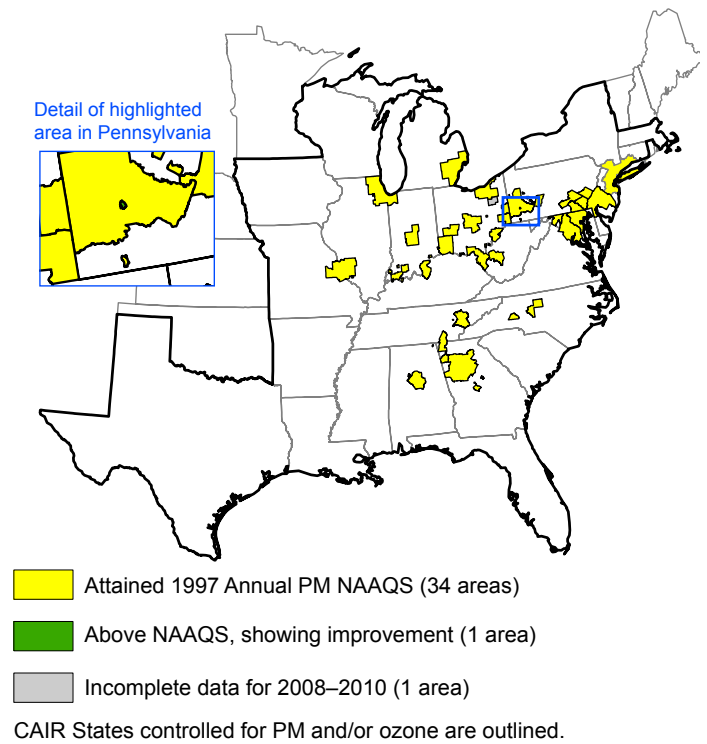 Detail of highlighted
area in Pennsylvania
Attained 1997 Annual PM NAAQS (34 areas)
Above NAAQS, showing improvement (1 area)
Incomplete data for 2008–2010 (1 area)
CAIR States controlled for PM and/or ozone are outlined.